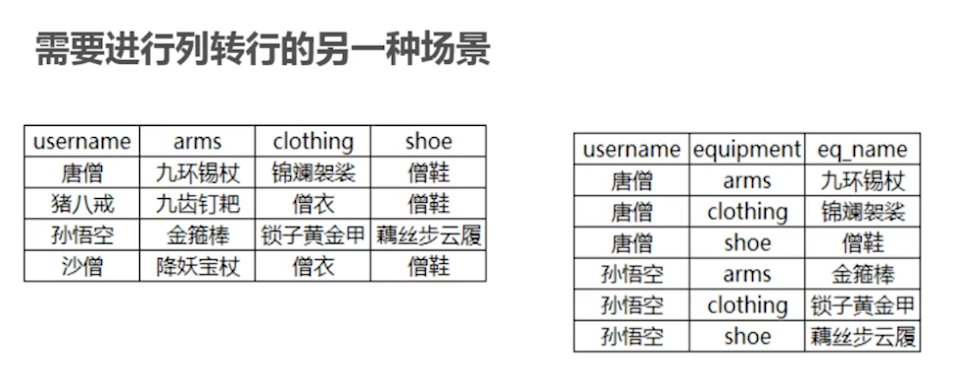 需要进行列转行的另一种场景
username arms clothing shoe
唐僧 九环锡杖 锦斓袈裟 僧鞋
猪八戒 九齿钉耙 僧衣 僧鞋
孙悟空 金箍棒 锁子黄金甲 藕丝步云履
沙僧 降妖宝杖 僧衣 僧鞋
username equipment eq_name
唐僧 arms 九环锡杖
唐僧 clothing 锦斓袈裟
唐僧 shoe 僧鞋
孙悟空 arms 金箍棒
孙悟空 clothing 锁子黄金甲
孙悟空 shoe 藕丝步云履